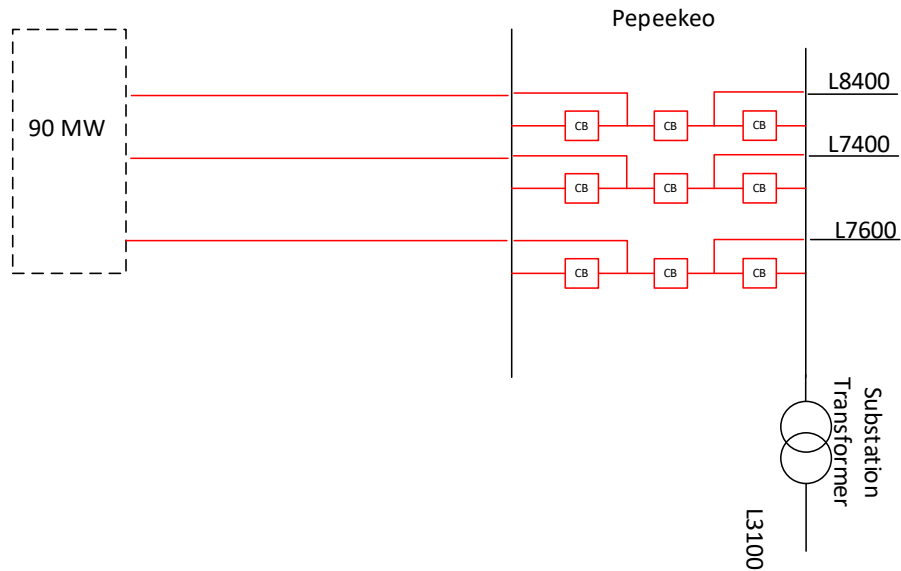 Pepeekeo
90 MW
L8400
CB CB CB
L7400
CB CB CB
L7600
CB CB CB
Substation
Transformer
L3100